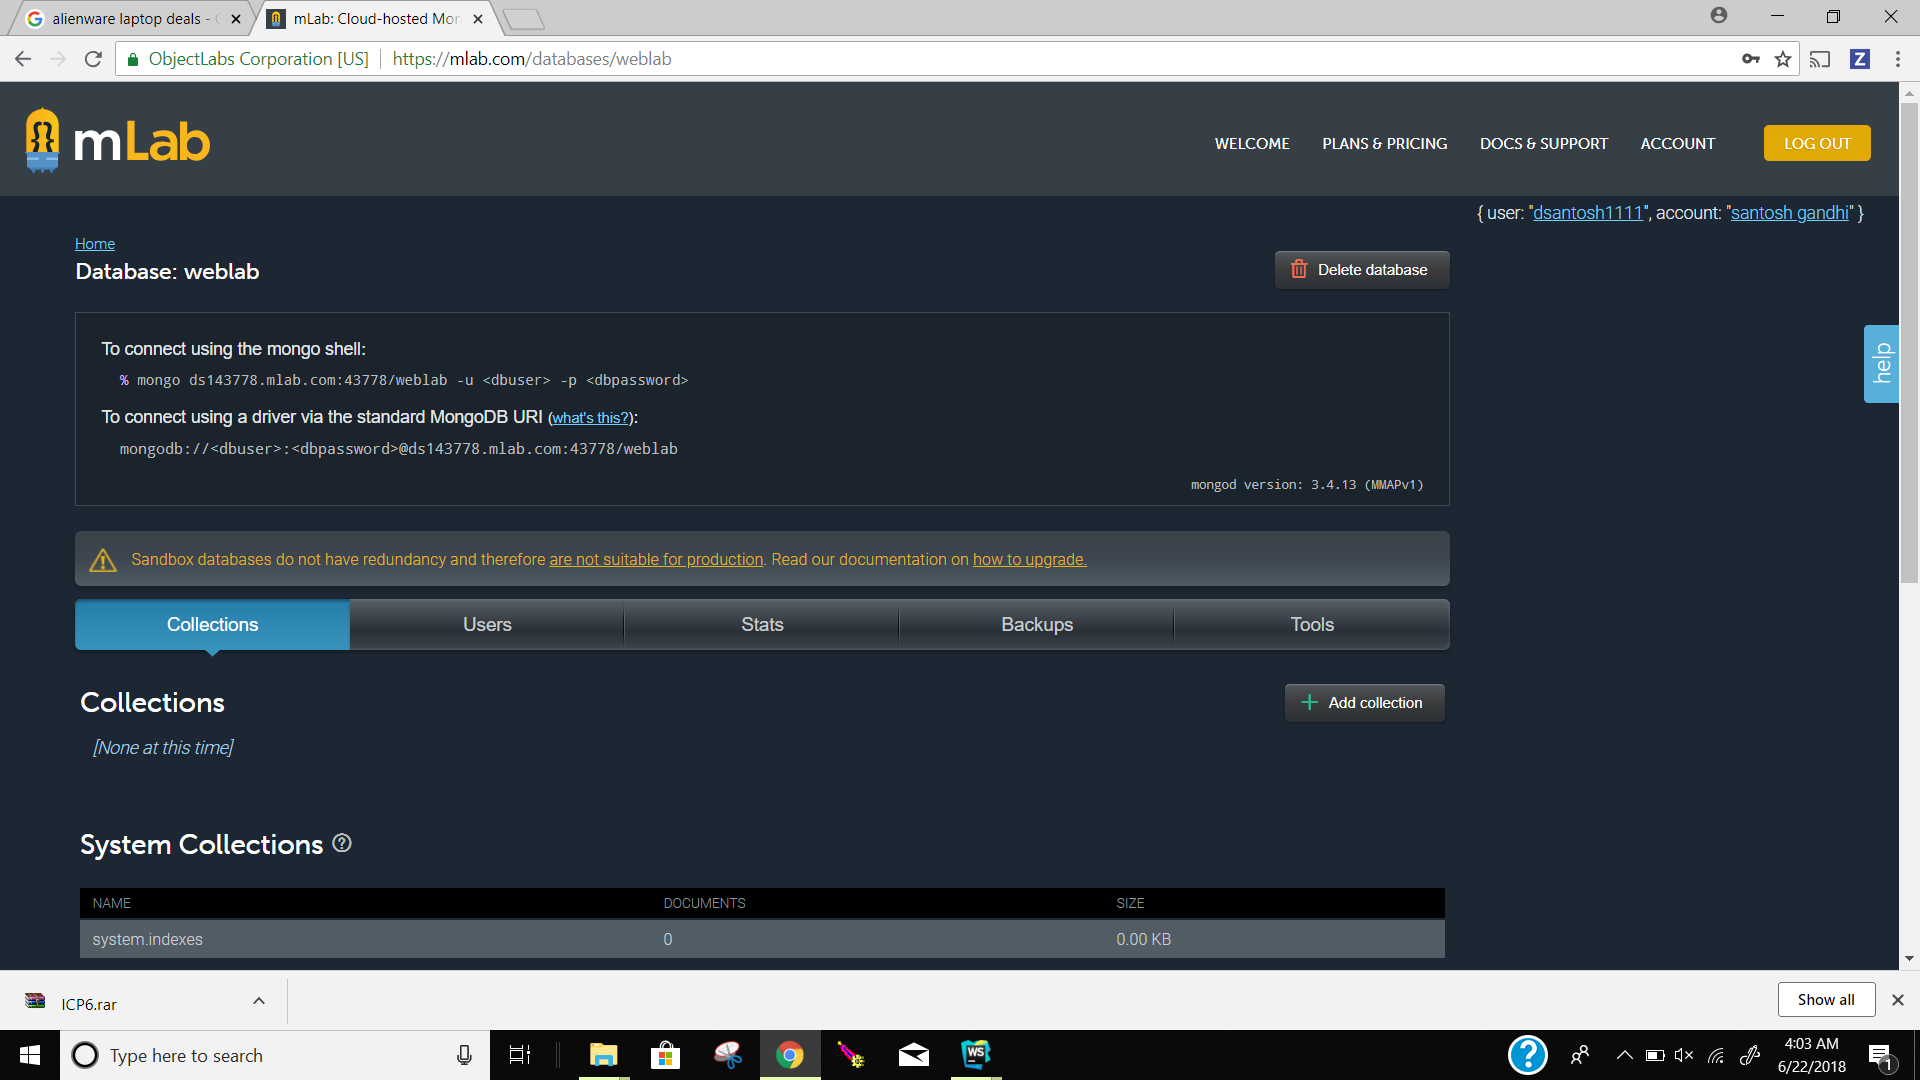 alienware laptop deals -
mLab: Cloud-hosted Mon
ObjectLabs Corporation [US]
https://mlab.com/databases/weblab
Z
mLab
WELCOME
PLANS & PRICING
DOCS & SUPPORT
ACCOUNT
LOG OUT
{ user: "dsantosh1111", account: "santosh gandhi" }
Home
Database: weblab
Delete database
help
To connect using the mongo shell:
% mongo ds143778.mlab.com:43778/weblab -u <dbuser> -p <dbpassword>
To connect using a driver via the standard MongoDB URI (what's this?):
mongodb://<dbuser>:<dbpassword>@ds143778.mlab.com:43778/weblab
mongod version: 3.4.13 (MMAPv1)
Sandbox databases do not have redundancy and therefore are not suitable for production. Read our documentation on how to upgrade.
Collections
Users
Stats
Backups
Tools
Collections
Add collection
[None at this time]
System Collections
NAME DOCUMENTS SIZE
system.indexes 0 0.00 KB
ICP6.rar
Show all
Type here to search
WS
4:03 AM
6/22/2018
1